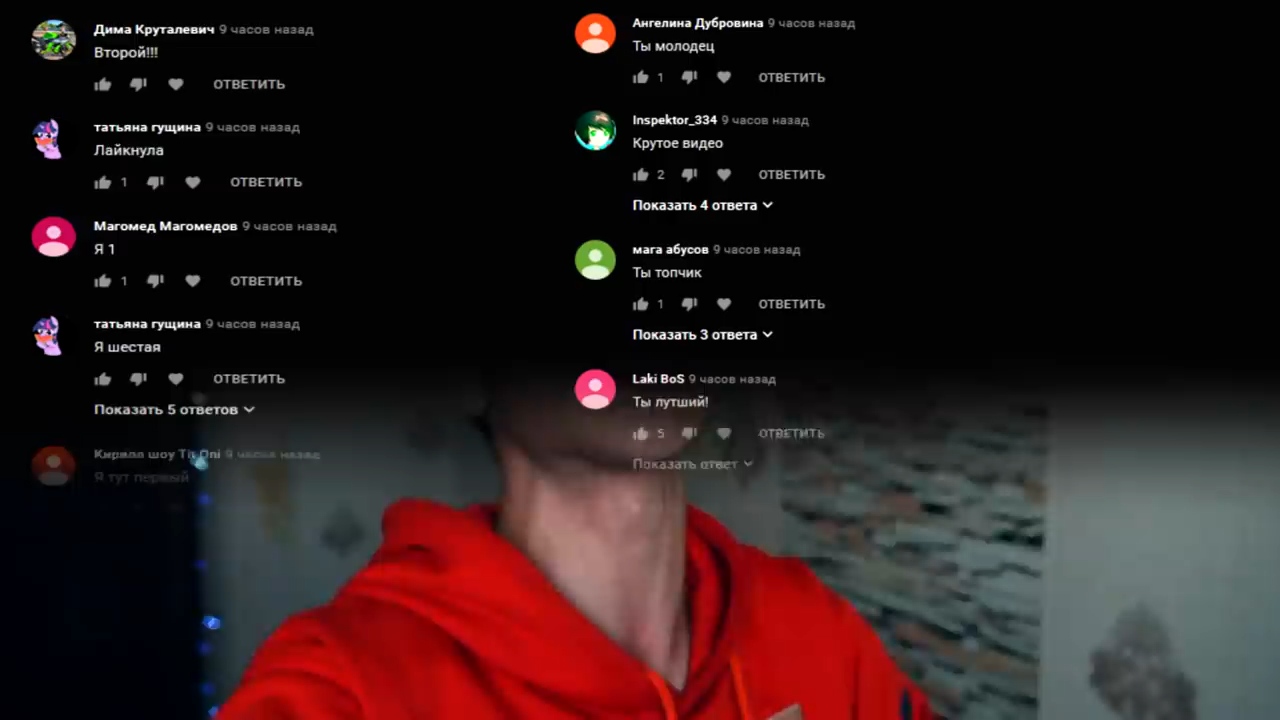 Дима Круталевич 9 часов назад
Второй!!!
ОТВЕТИТЬ
татьяна гущина 9 часов назад
Лайкнула
1 ОТВЕТИТЬ
Магомед Магомедов 9 часов назад
Я 1
1 ОТВЕТИТЬ
татьяна гущина 9 часов назад
Я шестая
ОТВЕТИТЬ
Показать 5 ответов
Кирилл шоу Tit Oni 9 часов назад
Я тут первый
Ангелина Дубровина 9 часов назад
Ты молодец
1 ОТВЕТИТЬ
Inspektor_334 9 часов назад
Крутое видео
2 ОТВЕТИТЬ
Показать 4 ответа
мага абусов 9 часов назад
Ты топчик
1 ОТВЕТИТЬ
Показать 3 ответа
Laki BoS 9 часов назад
Ты лутший!
5 ОТВЕТИТЬ
Показать ответ